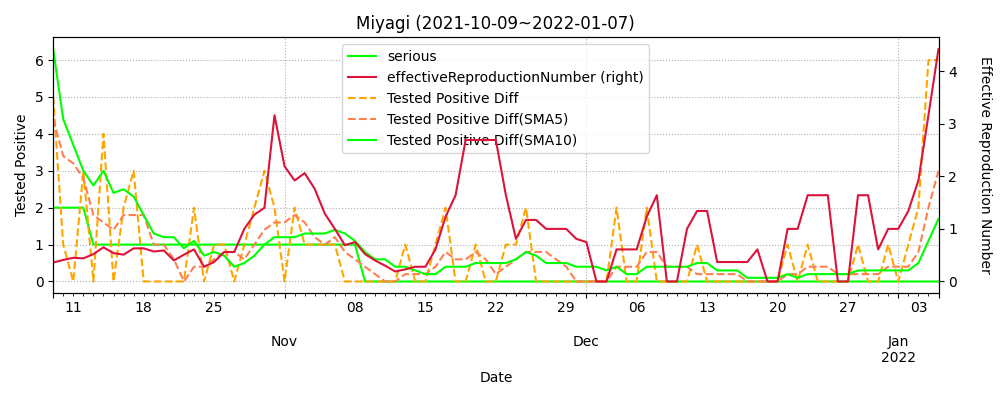 Miyagi (2021-10-09~2022-01-07)
serious
effectiveReproductionNumber (right)
Tested Positive Diff
Tested Positive Diff(SMA5)
Tested Positive Diff(SMA10)
Tested Positive
6
5
4
3
2
1
0
Effective Reproduction Number
4
3
2
1
0
11 18 25 08 15 22 29 06 13 20 27 03
Nov Dec Jan
2022
Date